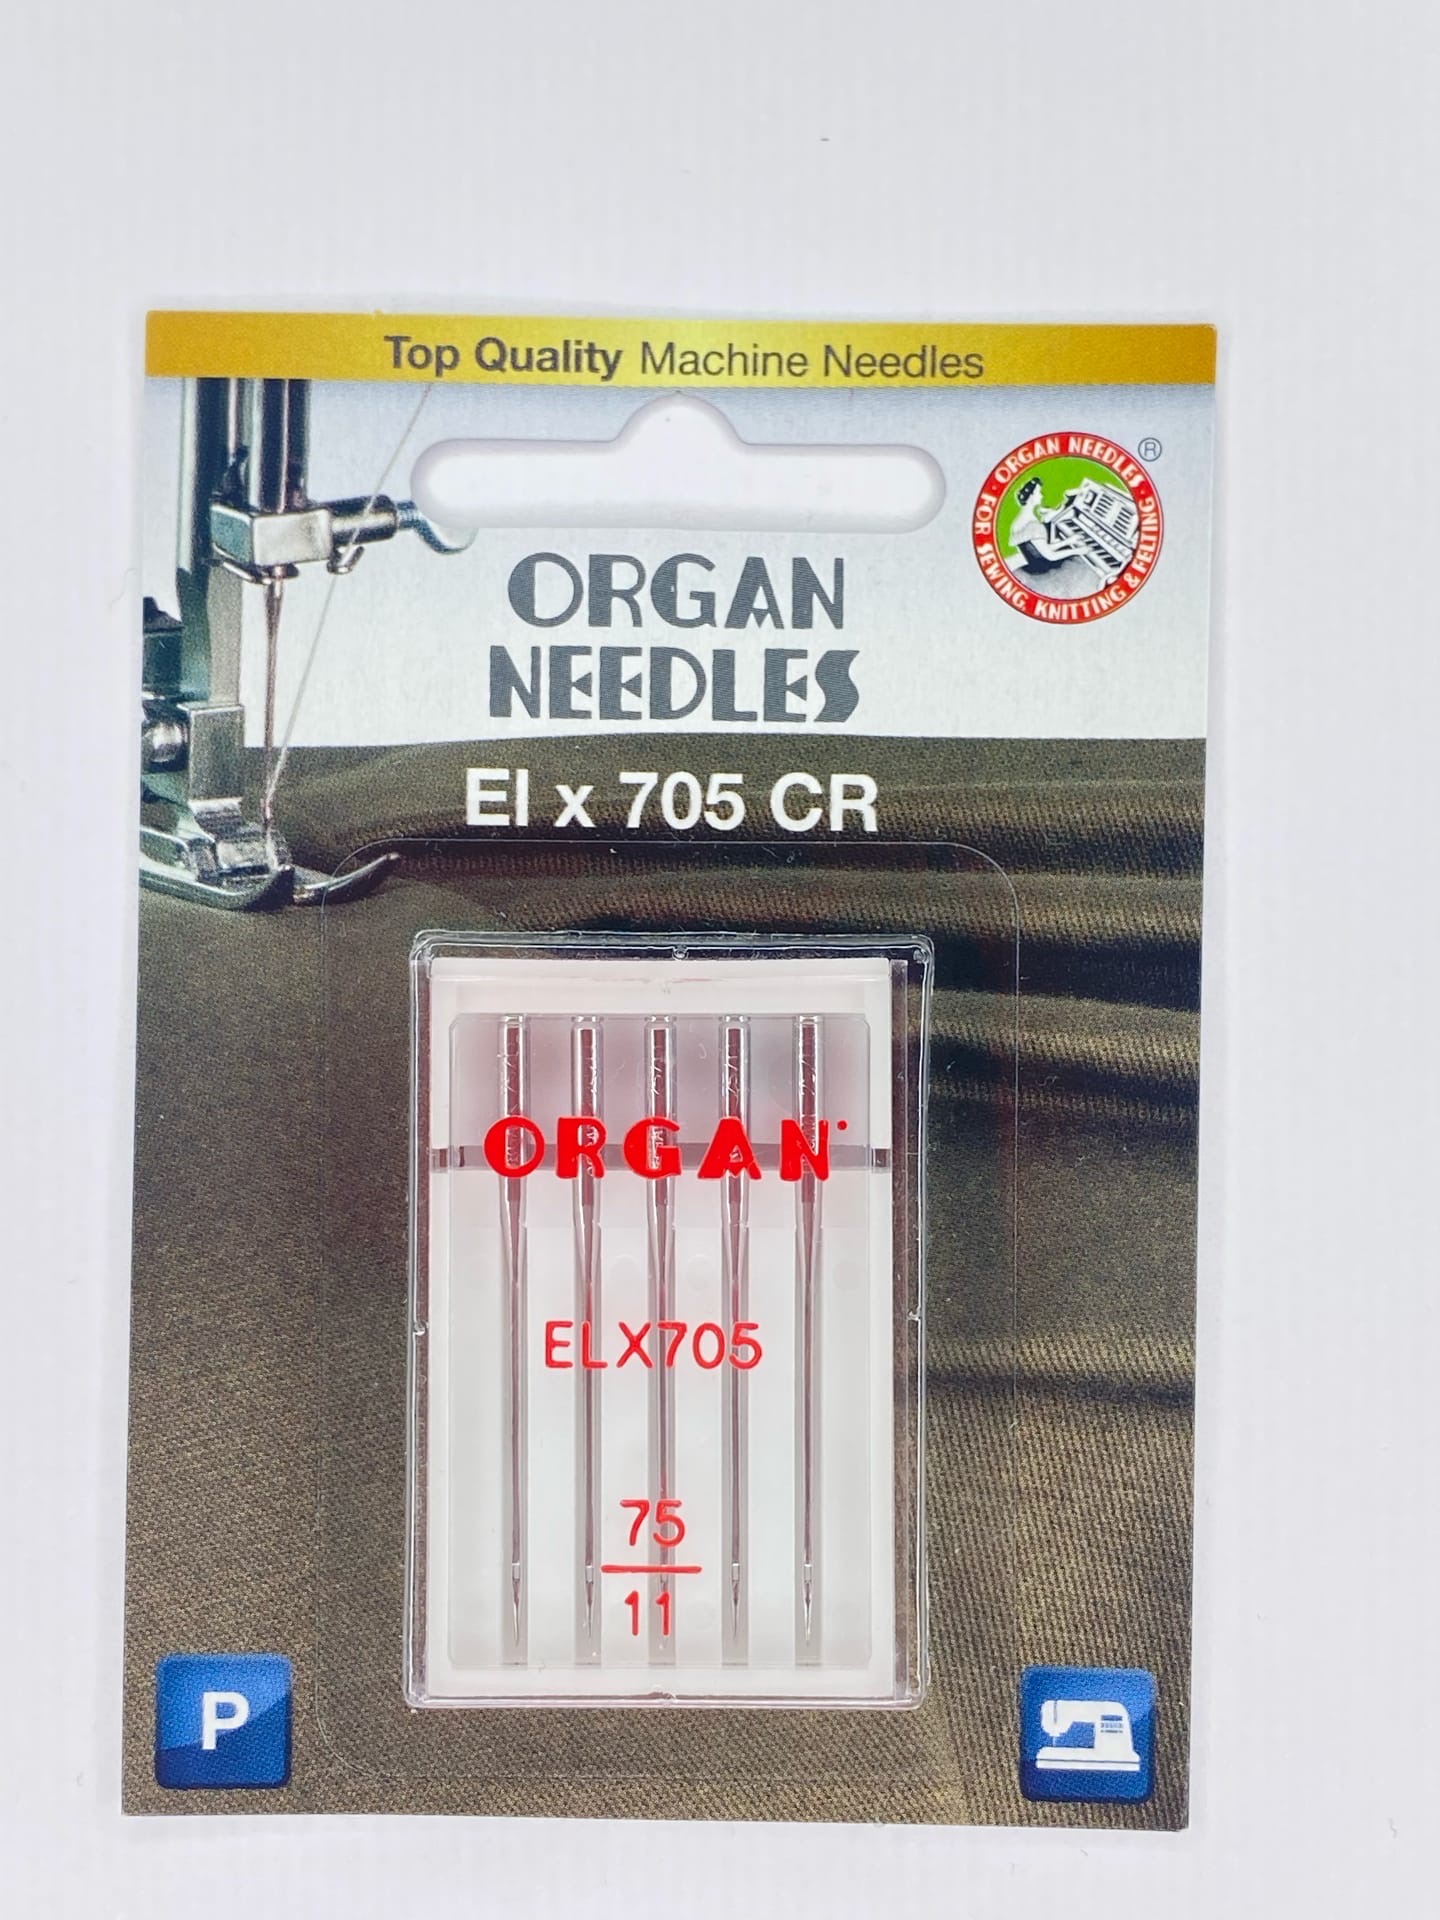 Top Quality Machine Needles
ORGAN NEEDLES ®
FOR SEWING, KNITTING & FELTING
ORGAN
NEEDLES
El x 705 CR
ORGAN
ELX705
75
11
P